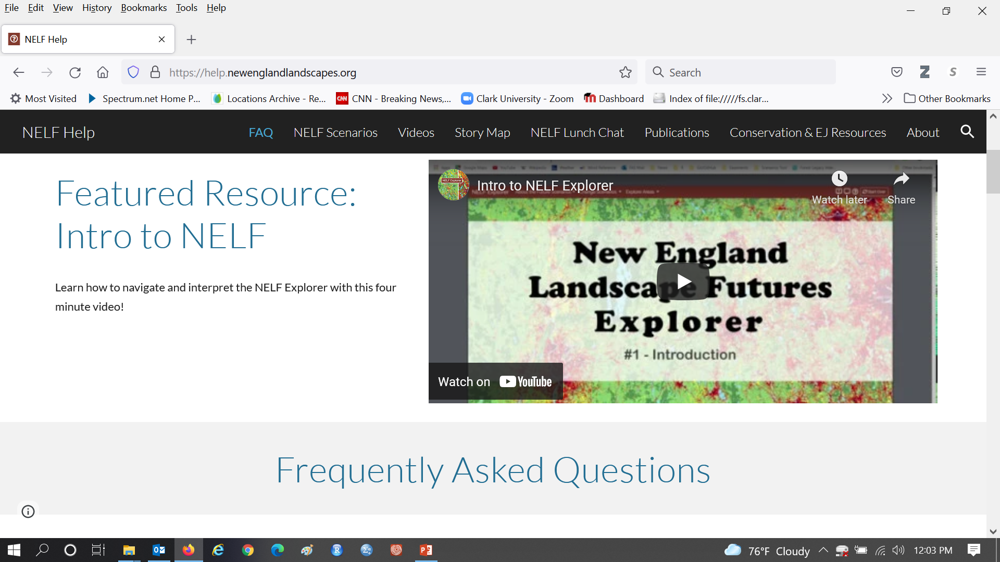 File Edit View History Bookmarks Tools Help
NELF Help
https://help.newenglandlandscapes.org
Search
Most Visited Spectrum.net Home P... Locations Archive - Re... CNN CNN - Breaking News,... Clark University - Zoom Dashboard Index of file://///fs.clar... Other Bookmarks
NELF Help FAQ NELF Scenarios Videos Story Map NELF Lunch Chat Publications Conservation & EJ Resources About
Featured Resource:
Intro to NELF
Learn how to navigate and interpret the NELF Explorer with this four
minute video!
NELF Explorer
Intro to NELF Explorer
Watch later Share
New England
Landscape Futures
Explorer
#1 - Introduction
Watch on YouTube
Frequently Asked Questions
76°F Cloudy 12:03 PM